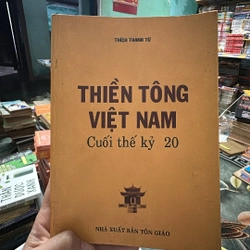 THÍCH THANH TỪ
THIỀN TÔNG
VIỆT NAM
Cuối thế kỷ 20
NHÀ XUẤT BẢN TÔN GIÁO